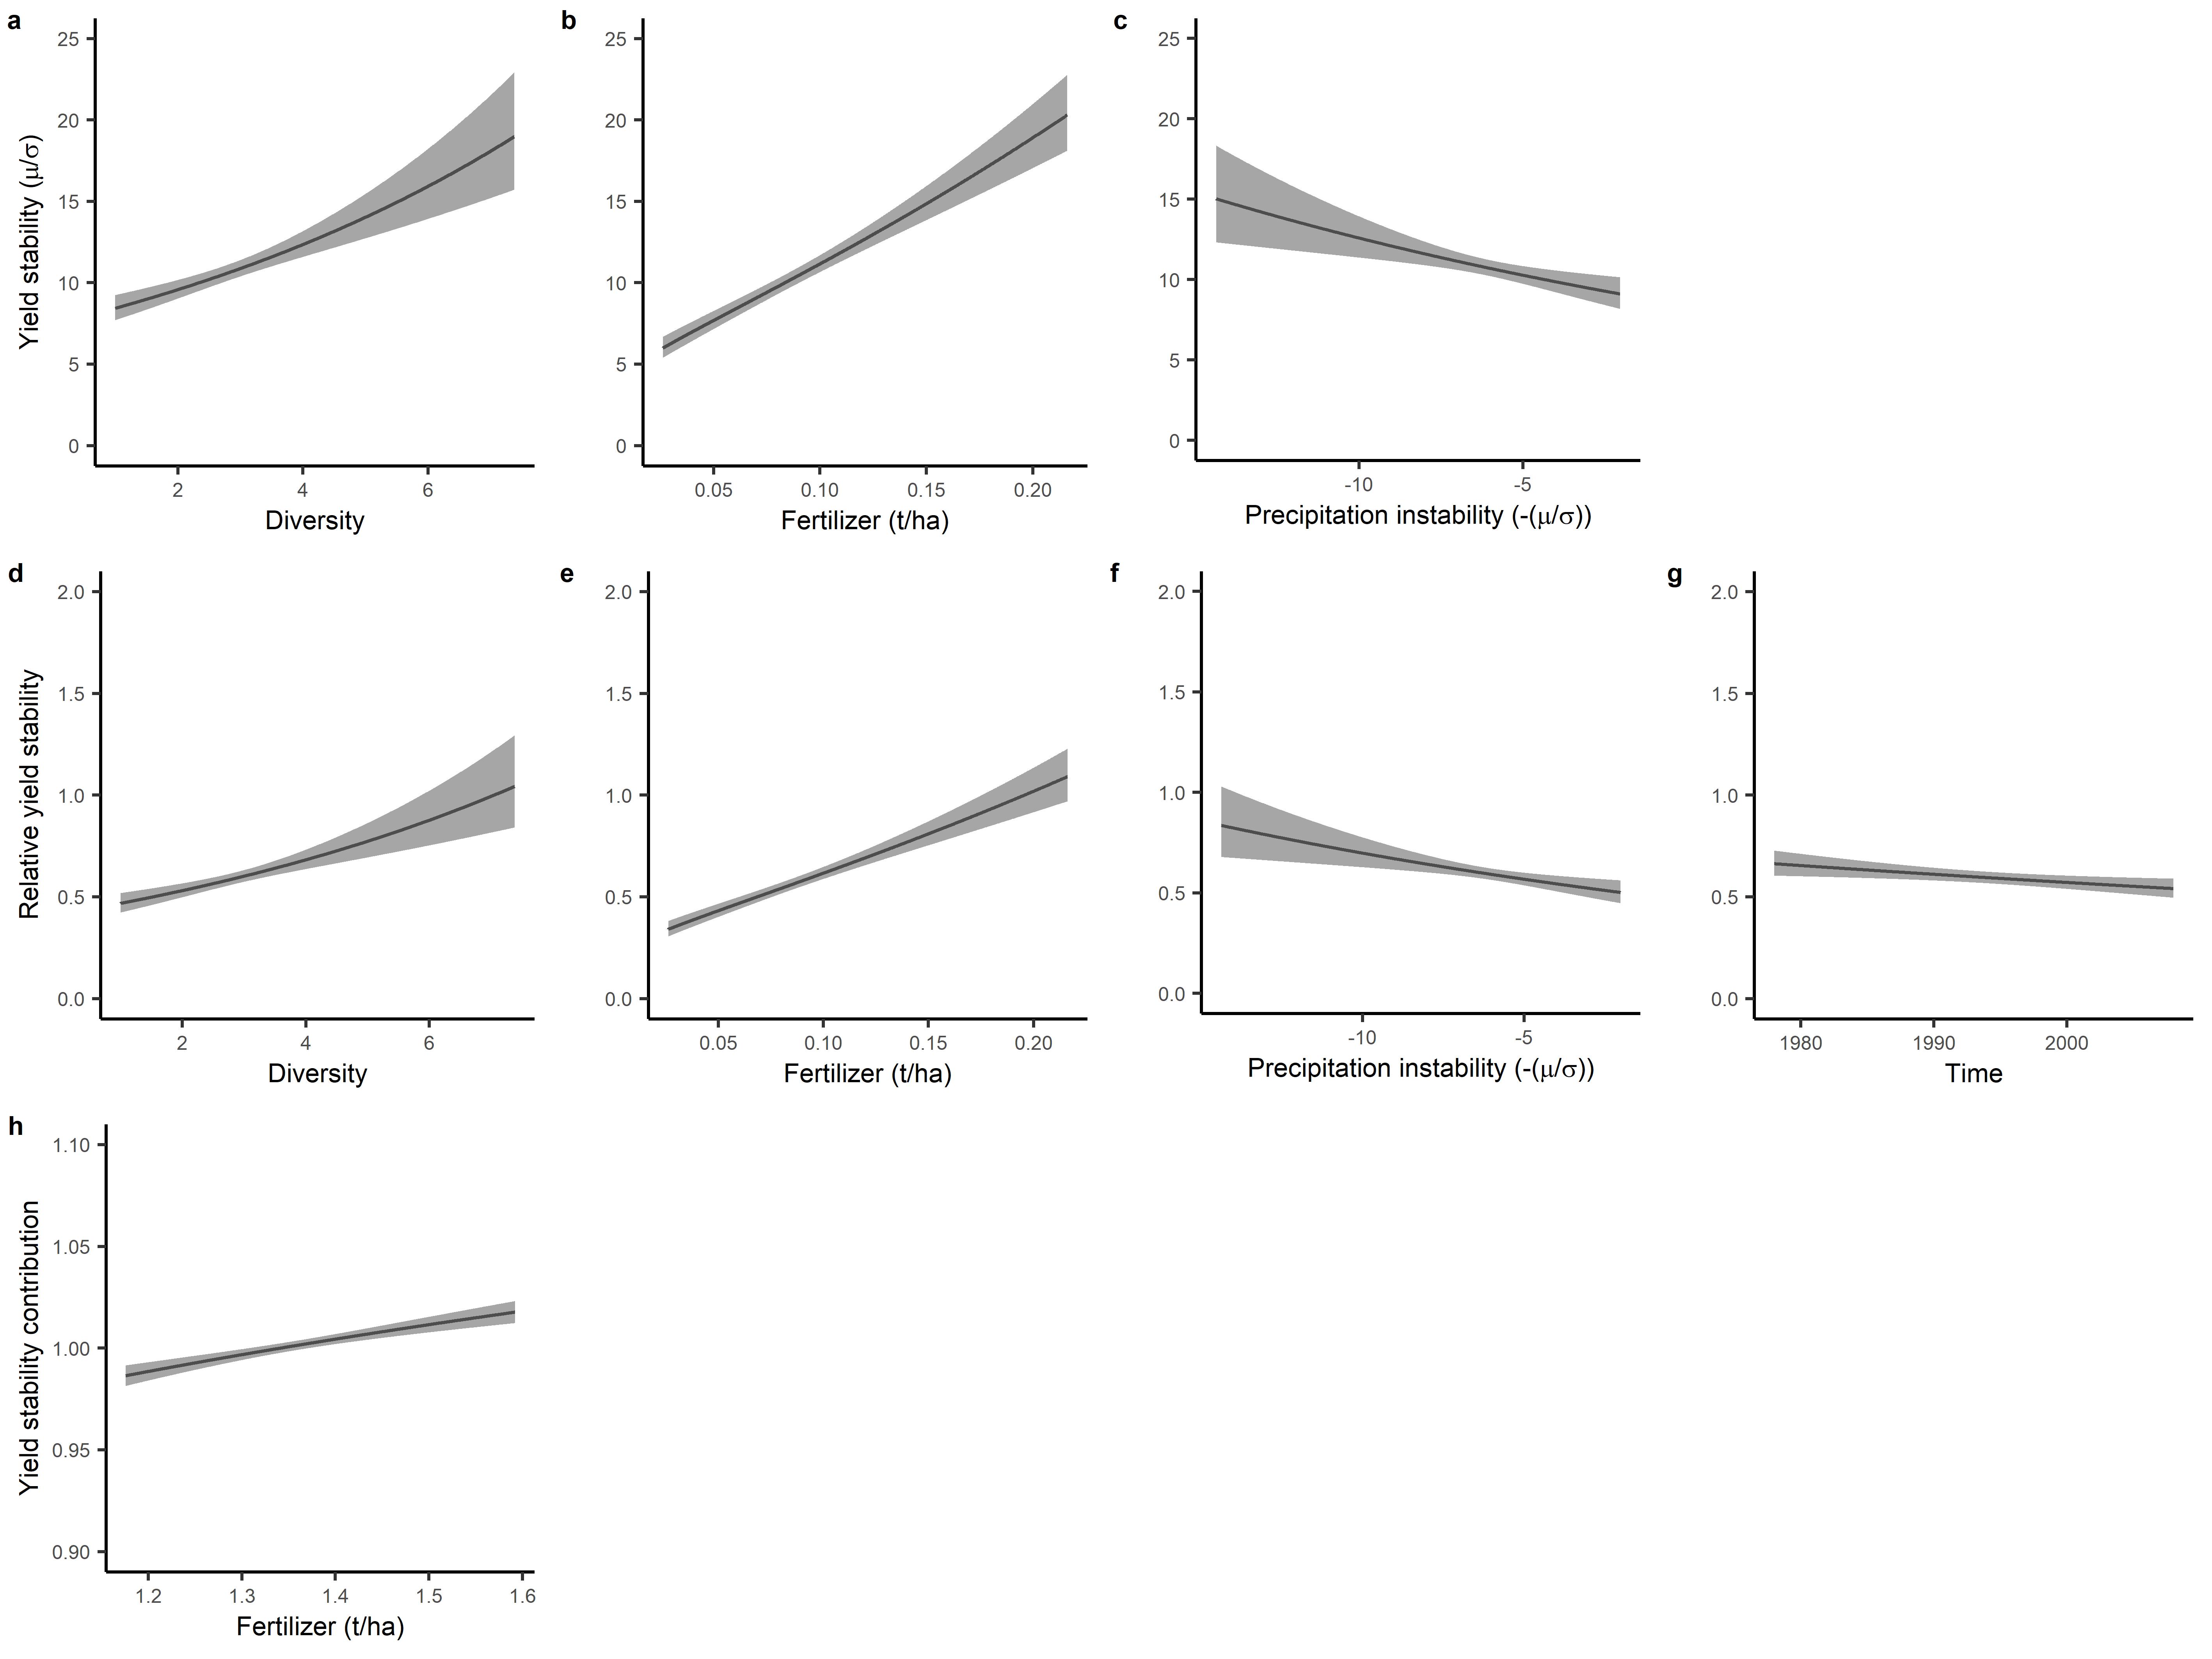 a
25
20
15
10
5
0
Yield stability (μ/σ)
2 4 6
Diversity
b
25
20
15
10
5
0
0.05 0.10 0.15 0.20
Fertilizer (t/ha)
c
25
20
15
10
5
0
-10 -5
Precipitation instability (-(μ/σ))
d
2.0
1.5
1.0
0.5
0.0
Relative yield stability
2 4 6
Diversity
e
2.0
1.5
1.0
0.5
0.0
0.05 0.10 0.15 0.20
Fertilizer (t/ha)
f
2.0
1.5
1.0
0.5
0.0
-10 -5
Precipitation instability (-(μ/σ))
g
2.0
1.5
1.0
0.5
0.0
1980 1990 2000
Time
h
1.10
1.05
1.00
0.95
0.90
Yield stability contribution
1.2 1.3 1.4 1.5 1.6
Fertilizer (t/ha)